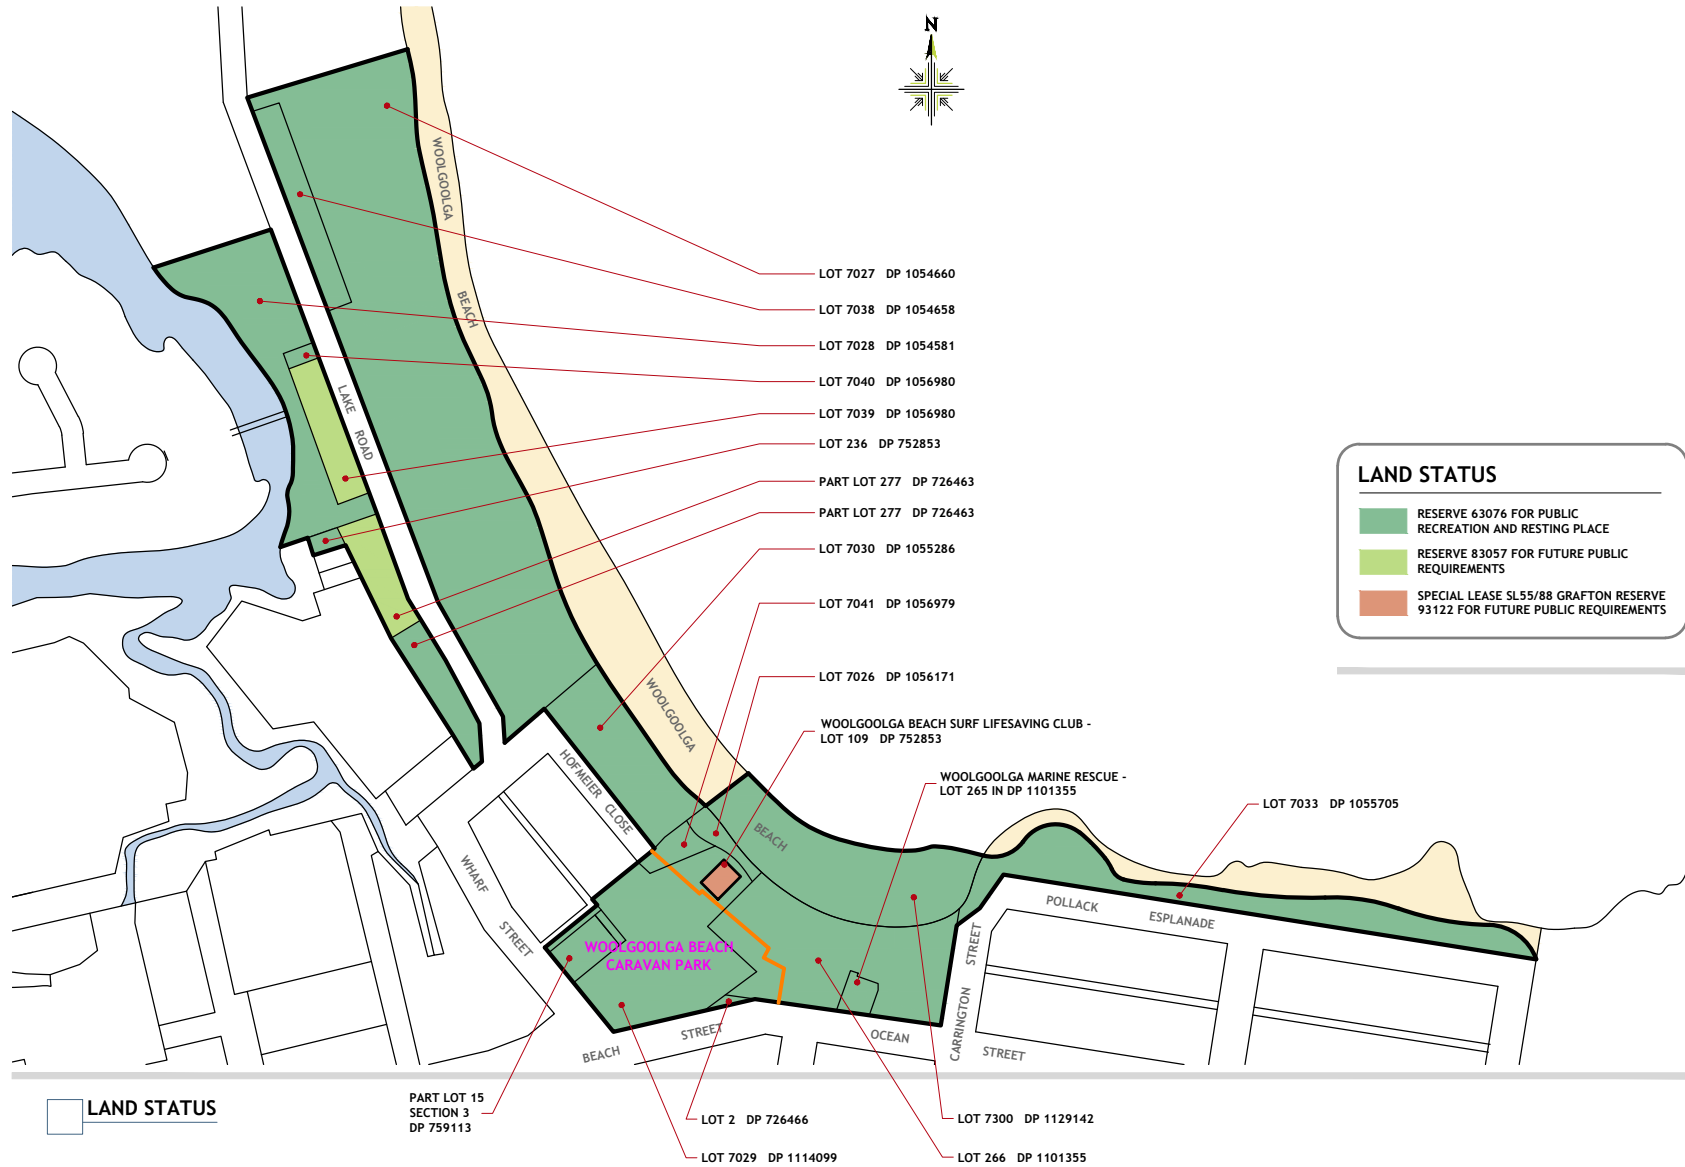 N
WOOLGOOLGA
BEACH
LOT 7027 DP 1054660
LOT 7038 DP 1054658
LOT 7028 DP 1054581
LOT 7040 DP 1056980
LOT 7039 DP 1056980
LOT 236 DP 752853
PART LOT 277 DP 726463
PART LOT 277 DP 726463
LOT 7030 DP 1055286
LOT 7041 DP 1056979
LOT 7026 DP 1056171
WOOLGOOLGA BEACH SURF LIFESAVING CLUB -
LOT 109 DP 752853
WOOLGOOLGA MARINE RESCUE -
LOT 265 IN DP 1101355
LOT 7033 DP 1055705
LAKE ROAD
WOOLGOOLGA
BEACH
HOFMEIER CLOSE
WHARF
STREET
WOOLGOOLGA BEACH
CARAVAN PARK
POLLACK ESPLANADE
CARRINGTON STREET
BEACH STREET
OCEAN STREET
LAND STATUS
RESERVE 63076 FOR PUBLIC
RECREATION AND RESTING PLACE
RESERVE 83057 FOR FUTURE PUBLIC
REQUIREMENTS
SPECIAL LEASE SL55/88 GRAFTON RESERVE
93122 FOR FUTURE PUBLIC REQUIREMENTS
LAND STATUS
PART LOT 15
SECTION 3
DP 759113
LOT 2 DP 726466
LOT 7029 DP 1114099
LOT 7300 DP 1129142
LOT 266 DP 1101355